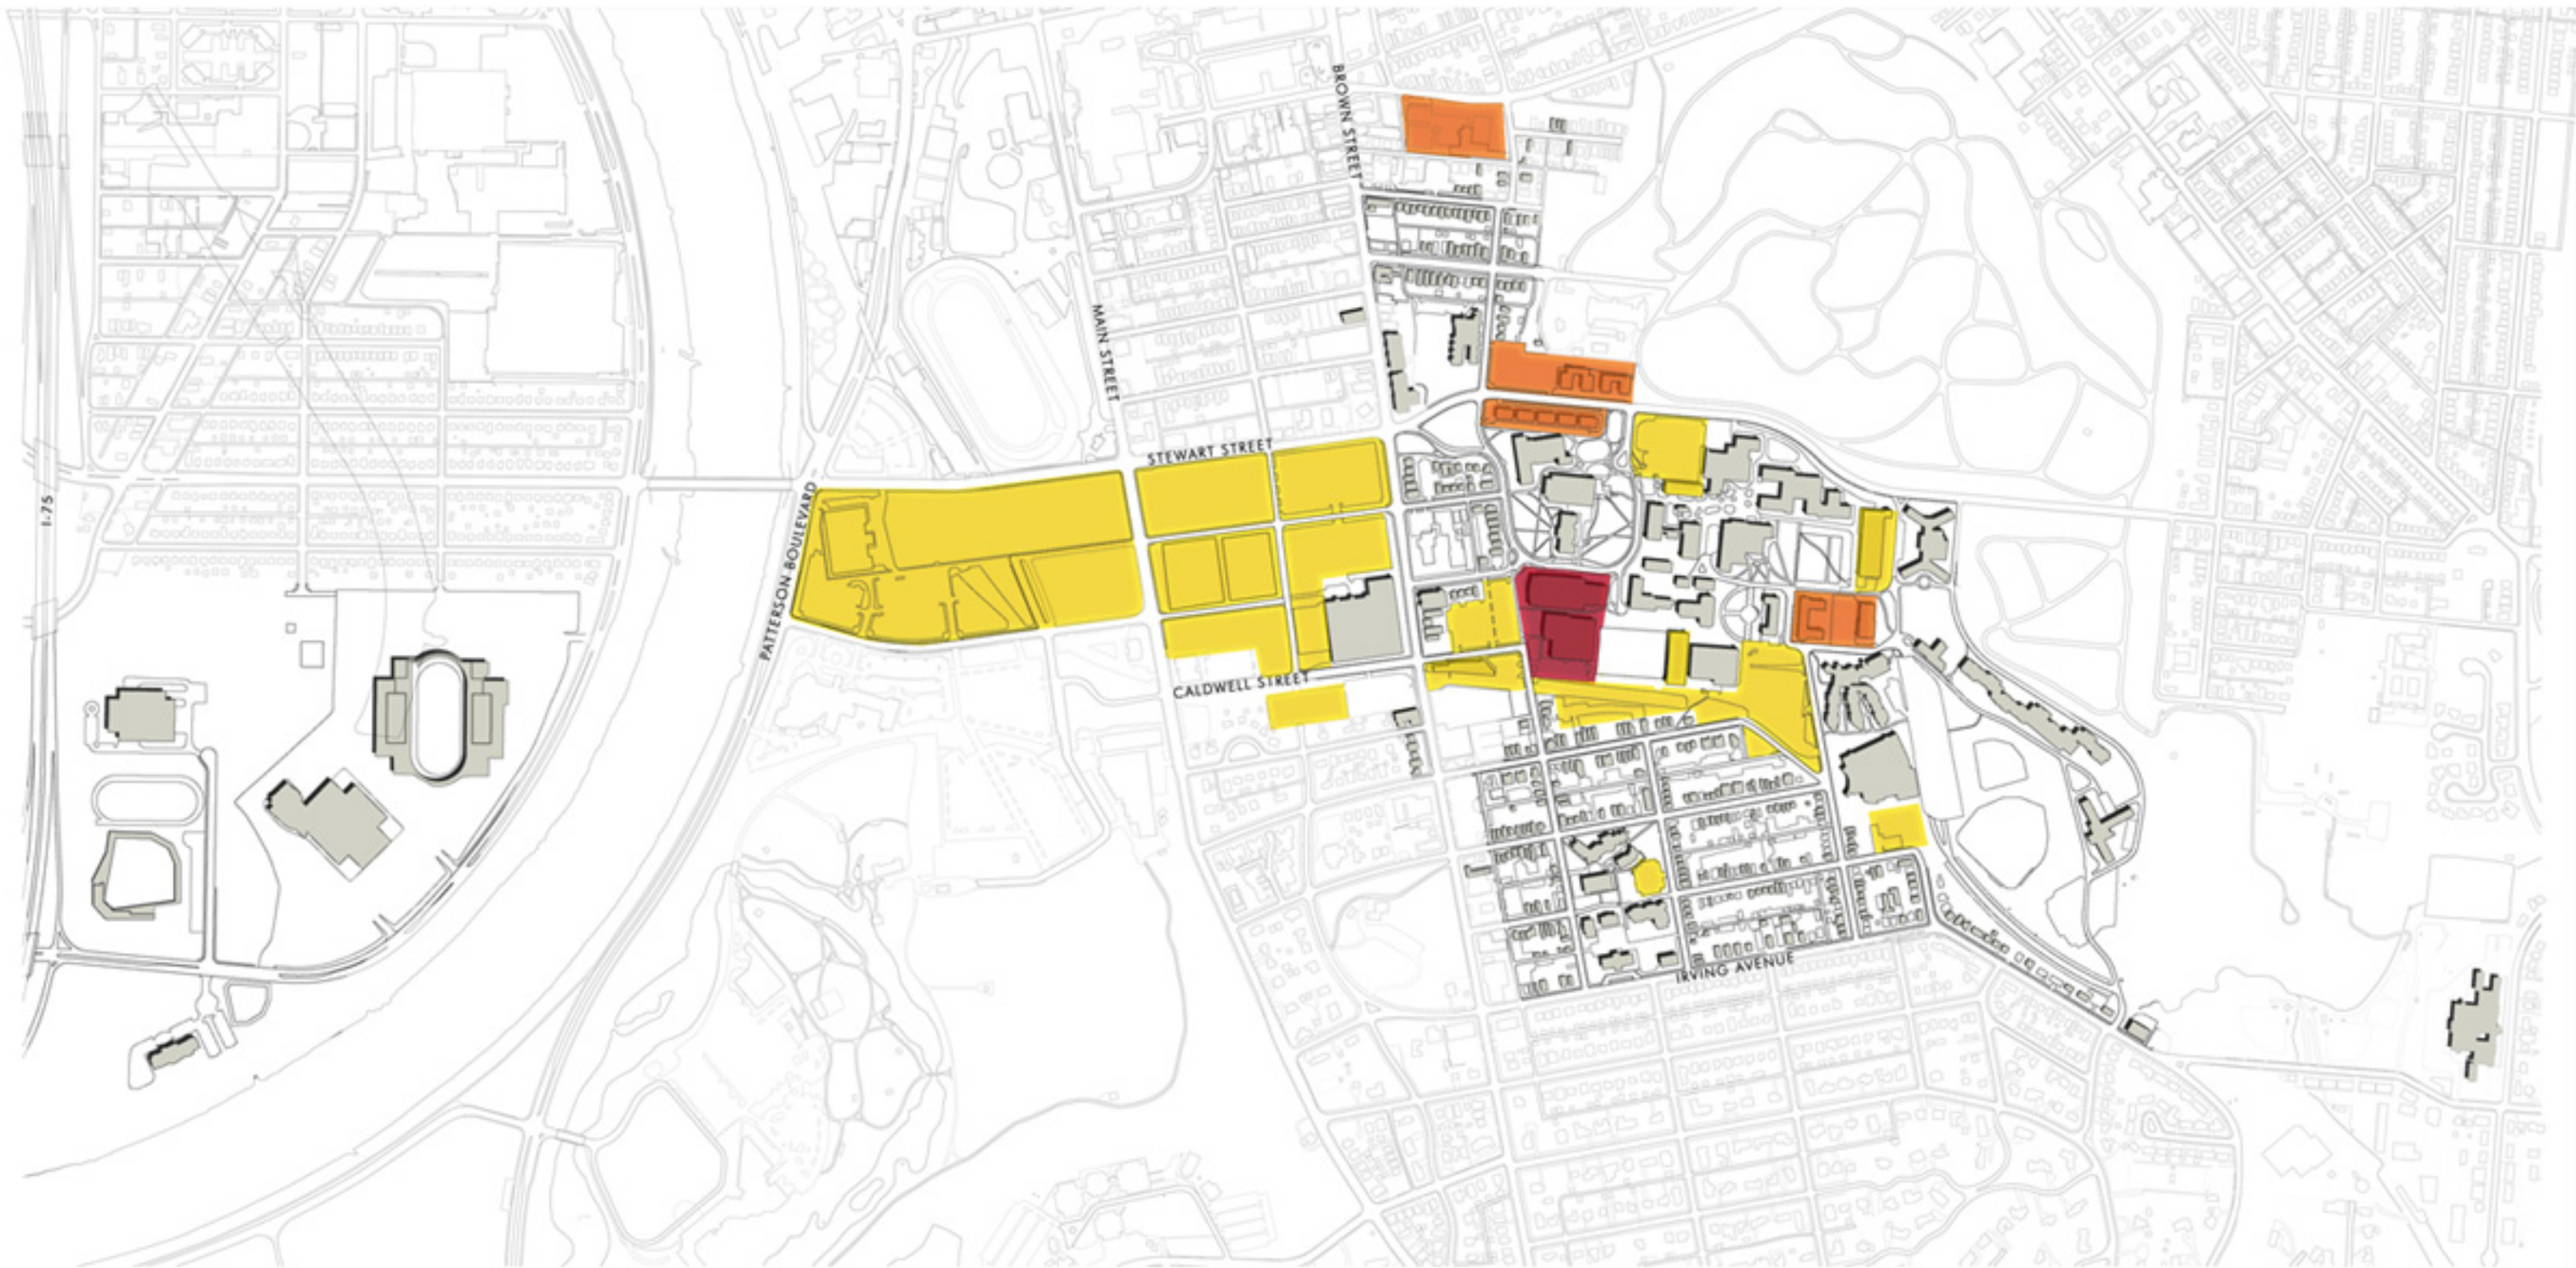 BROWN STREET
MAIN STREET
STEWART STREET
I-75
PATTERSON BOULEVARD
CALDWELL STREET
IRVING AVENUE